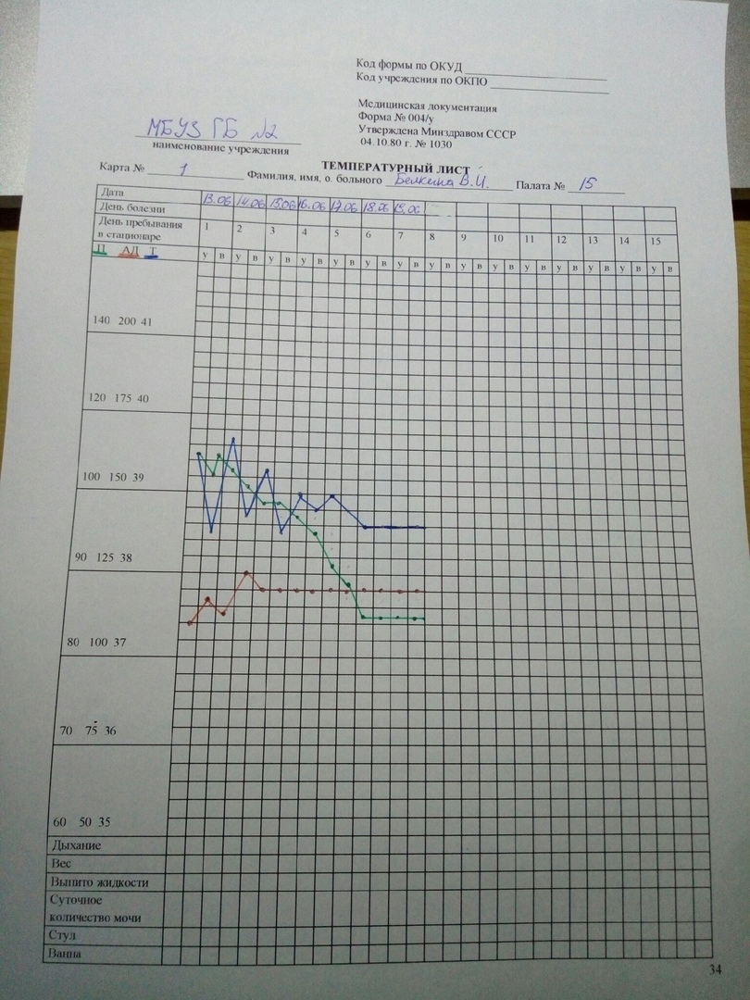 Код формы по ОКУД
Код учреждения по ОКПО
Медицинская документация
Форма № 004/у
Утверждена Минздравом СССР
04.10.80 г. № 1030
МБУЗ ГБ №2
наименование учреждения
ТЕМПЕРАТУРНЫЙ ЛИСТ
Карта № 1 Фамилия, имя, о. больного Белкина В.И. Палата № 15
Дата
День болезни 13.06 14.06 15.06 16.06 17.06 18.06 19.06
День пребывания
в стационаре 1 2 3 4 5 6 7 8 9 10 11 12 13 14 15
П АД Т у в у в у в у в у в у в у в у в у в у в у в у в у в у в у в
140 200 41
120 175 40
100 150 39
90 125 38
80 100 37
70 75 36
60 50 35
Дыхание
Вес
Выпито жидкости
Суточное
количество мочи
Стул
Ванна
34